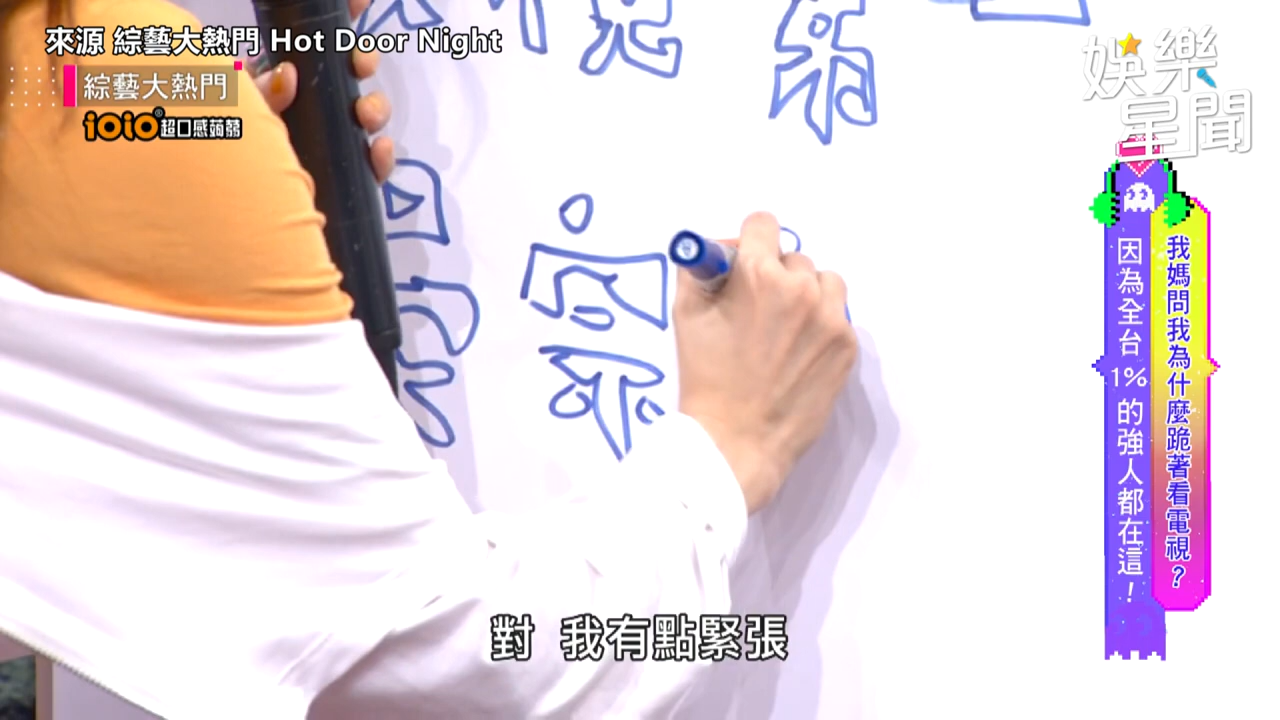 來源 綜藝大熱門 Hot Door Night
綜藝大熱門
iOiO®超口感蒟蒻
娛樂
星聞
我媽問我為什麼跪著看電視？
因為全台1%的強人都在這！
對 我有點緊張